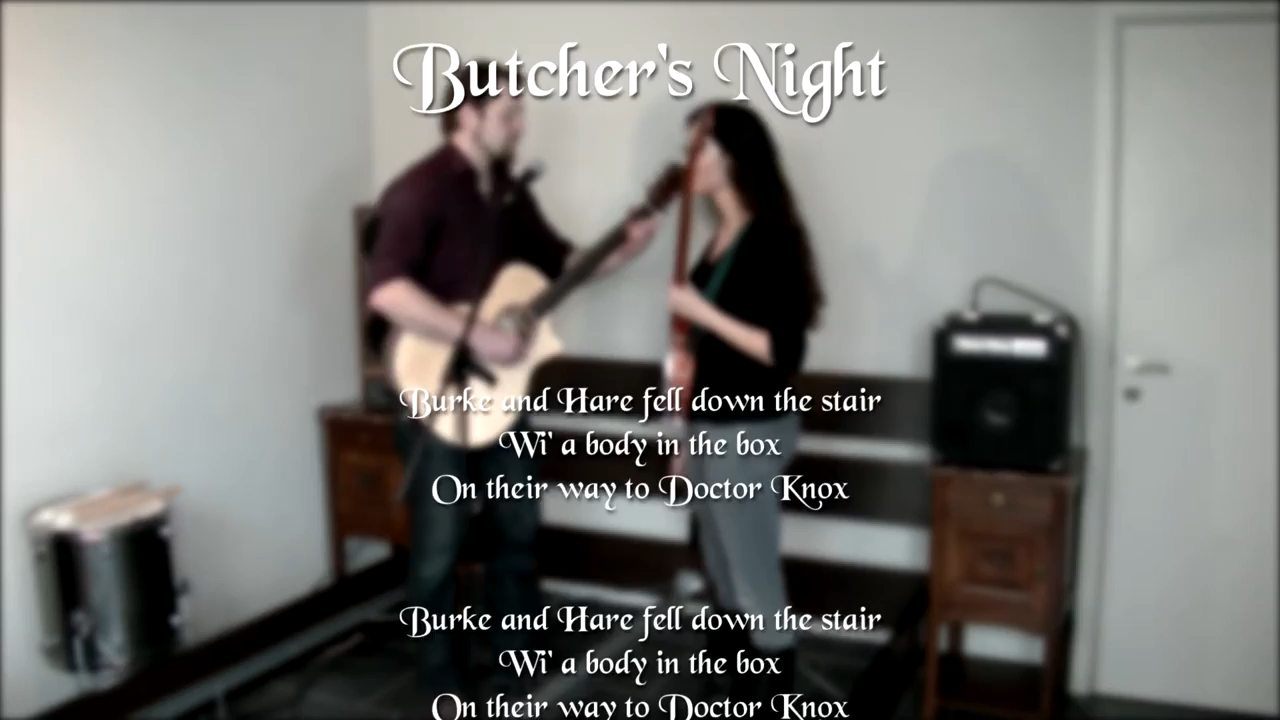 Butcher's Night
Burke and Hare fell down the stair
Wi' a body in the box
On their way to Doctor Knox
Burke and Hare fell down the stair
Wi' a body in the box
On their way to Doctor Knox